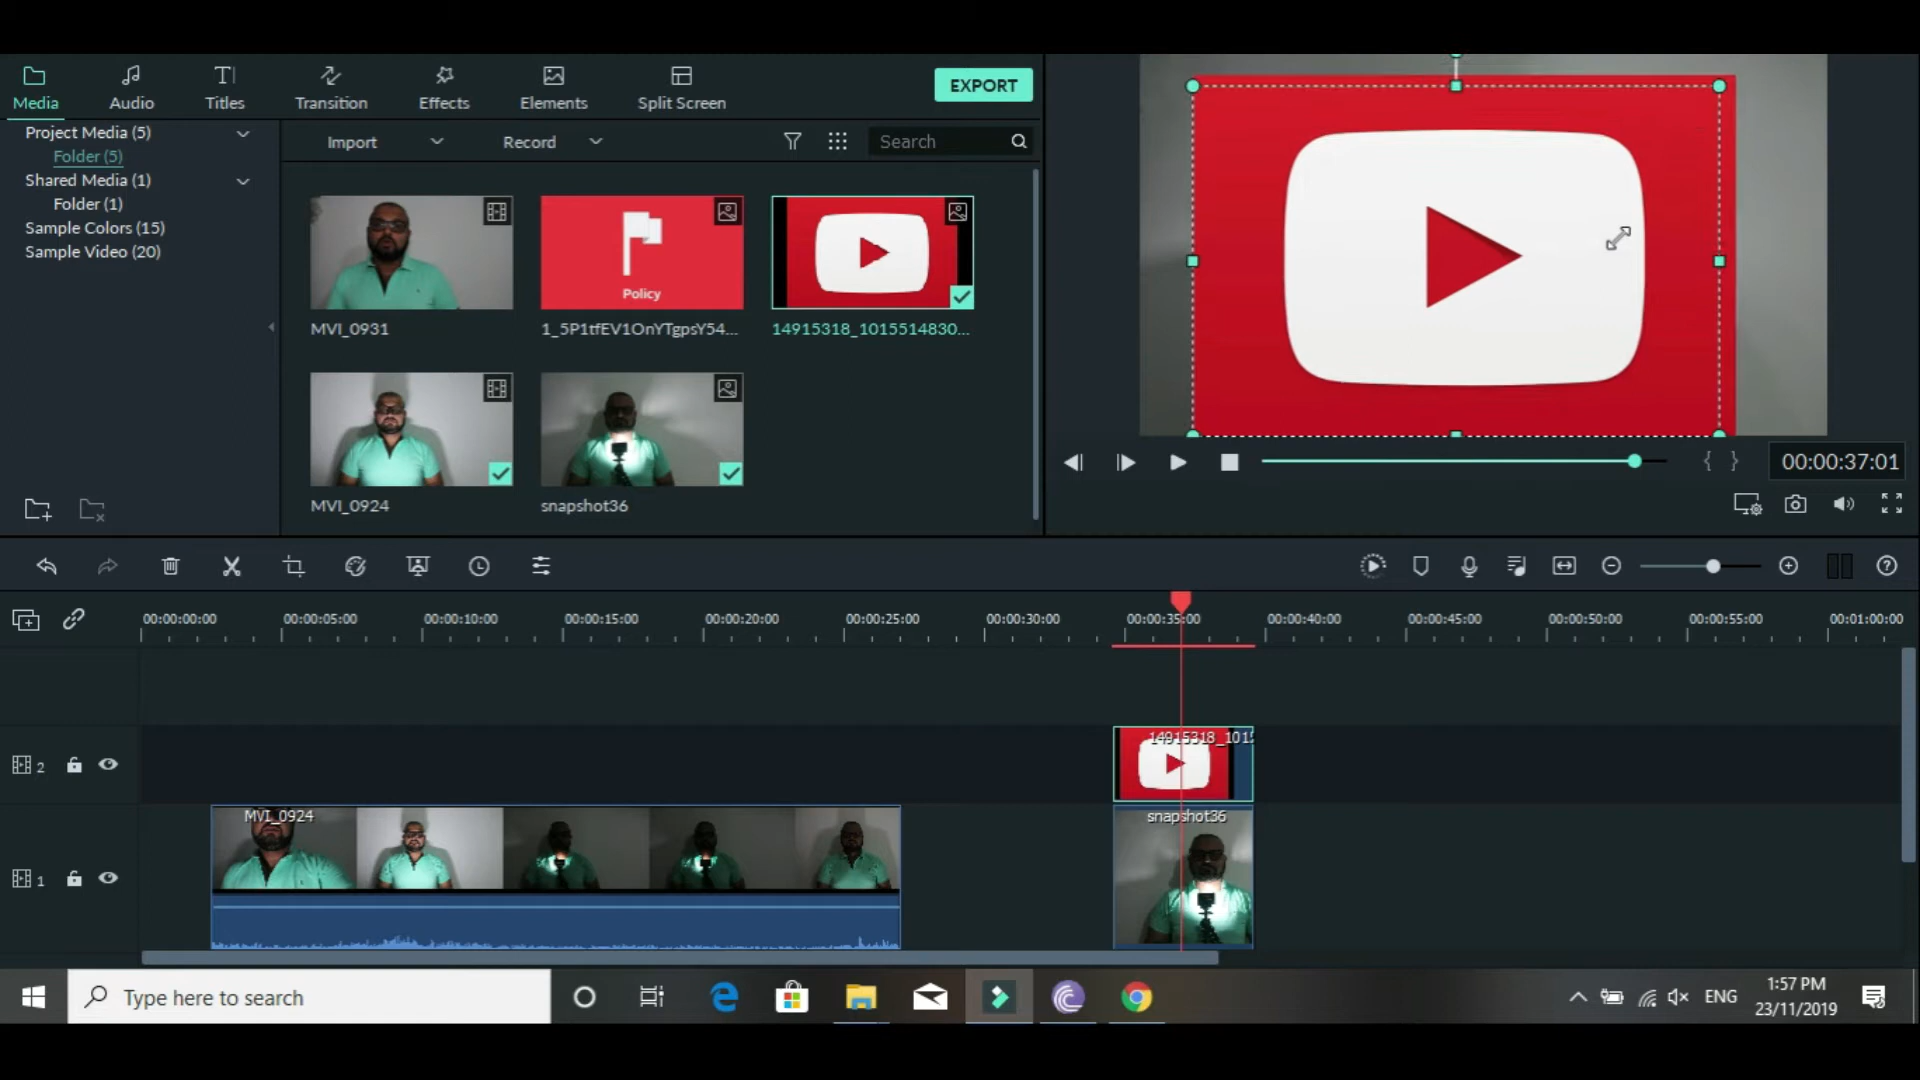 Media
Audio
Titles
Transition
Effects
Elements
Split Screen
EXPORT
Project Media (5)
Folder (5)
Shared Media (1)
Folder (1)
Sample Colors (15)
Sample Video (20)
Import
Record
Search
Policy
MVI_0931
1_5P1tfEV1OnYTgpsY54...
14915318_1015514830...
MVI_0924
snapshot36
{ }
00:00:37:01
00:00:00:00
00:00:05:00
00:00:10:00
00:00:15:00
00:00:20:00
00:00:25:00
00:00:30:00
00:00:35:00
00:00:40:00
00:00:45:00
00:00:50:00
00:00:55:00
00:01:00:00
2
14915318_1015
1
MVI_0924
snapshot36
Type here to search
ENG
1:57 PM
23/11/2019